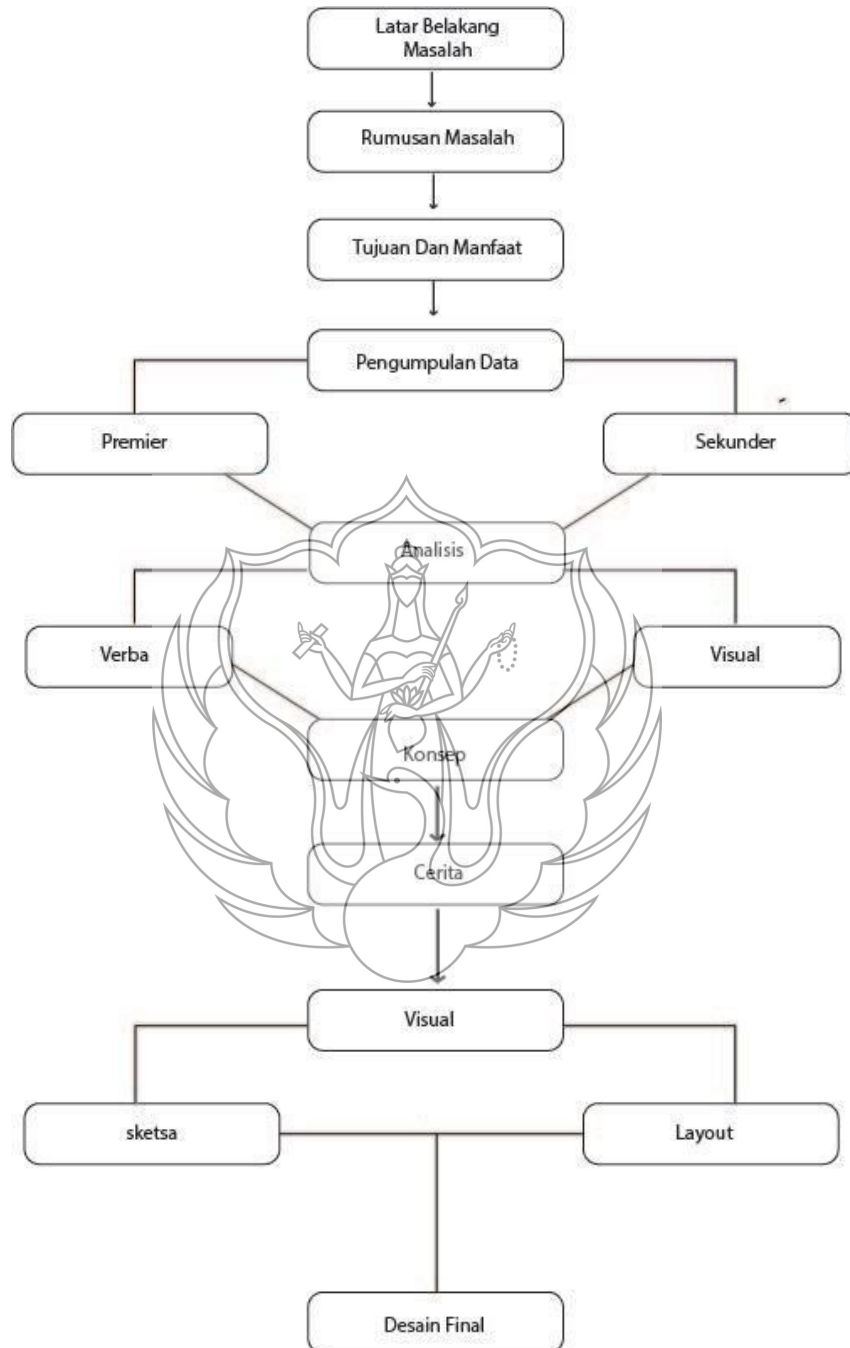 Latar Belakang
Masalah
Rumusan Masalah
Tujuan Dan Manfaat
Pengumpulan Data
Premier
Sekunder
Analisis
Verba
Visual
Konsep
Cerita
Visual
sketsa
Layout
Desain Final